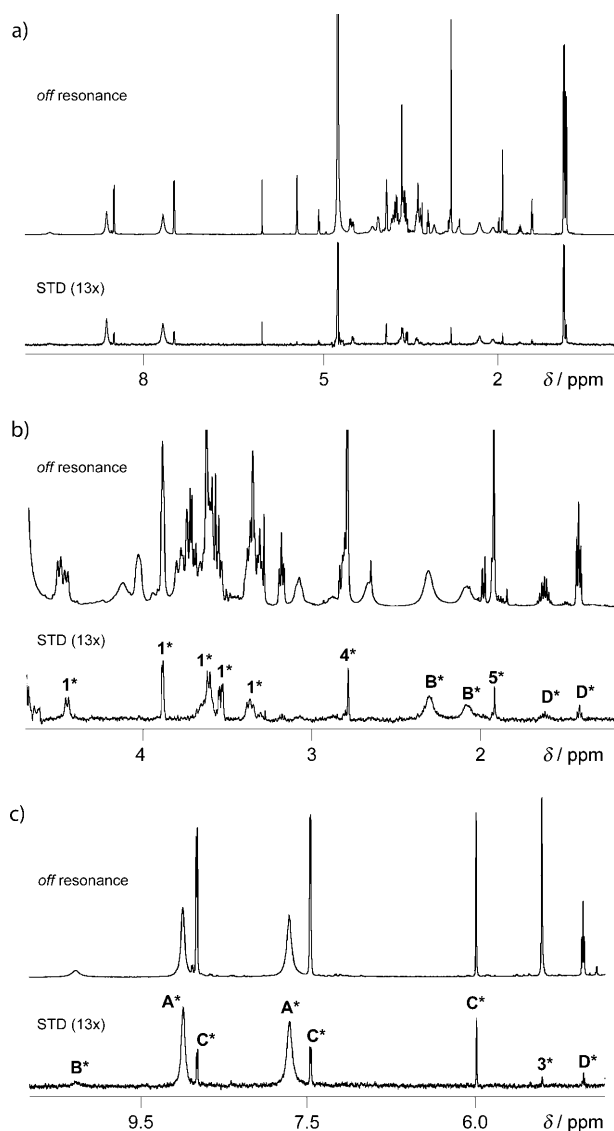 a)
off resonance
STD (13x)
8 5 2 δ / ppm
b)
off resonance
STD (13x)
1* 1* 1* 1* 1* 4* B* B* 5* D* D*
4 3 2 δ / ppm
c)
off resonance
STD (13x)
B* A* C* A* C* C* 3* D*
9.5 7.5 6.0 δ / ppm